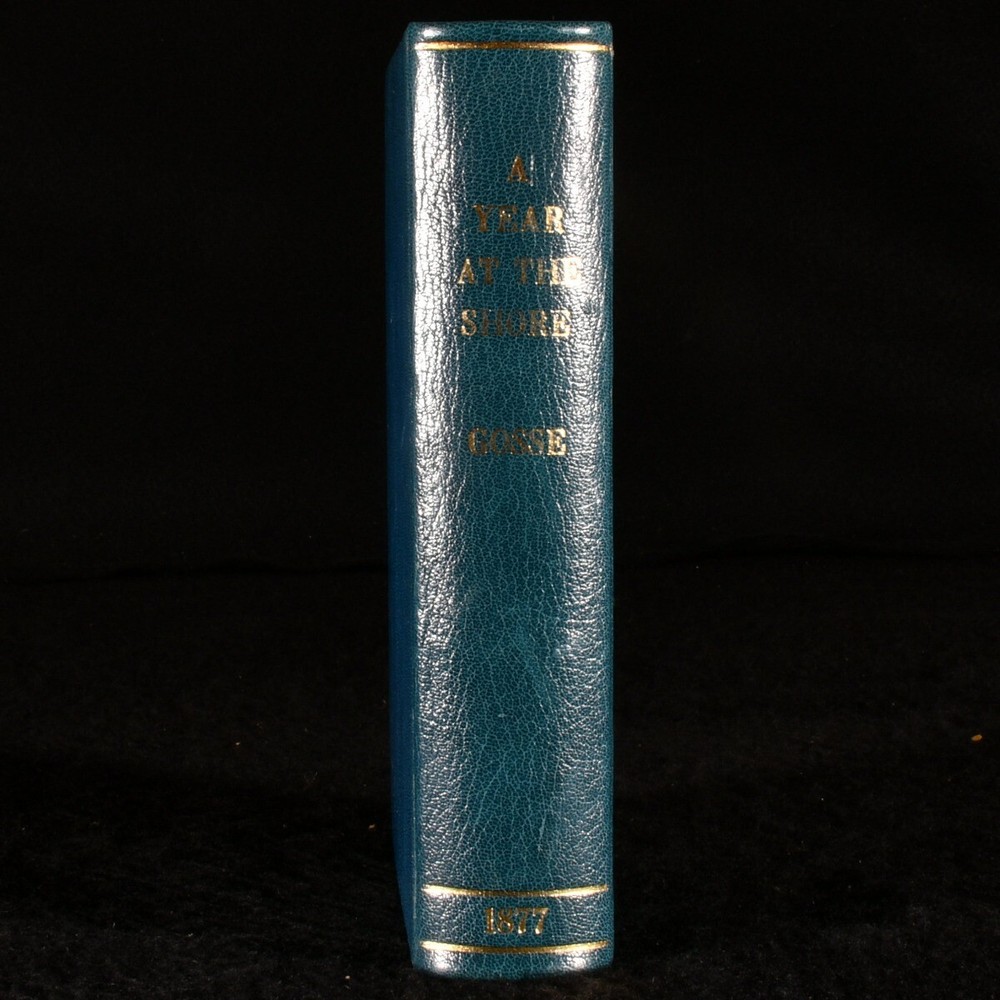 A
YEAR
AT THE
SHORE
GOSSE
1877